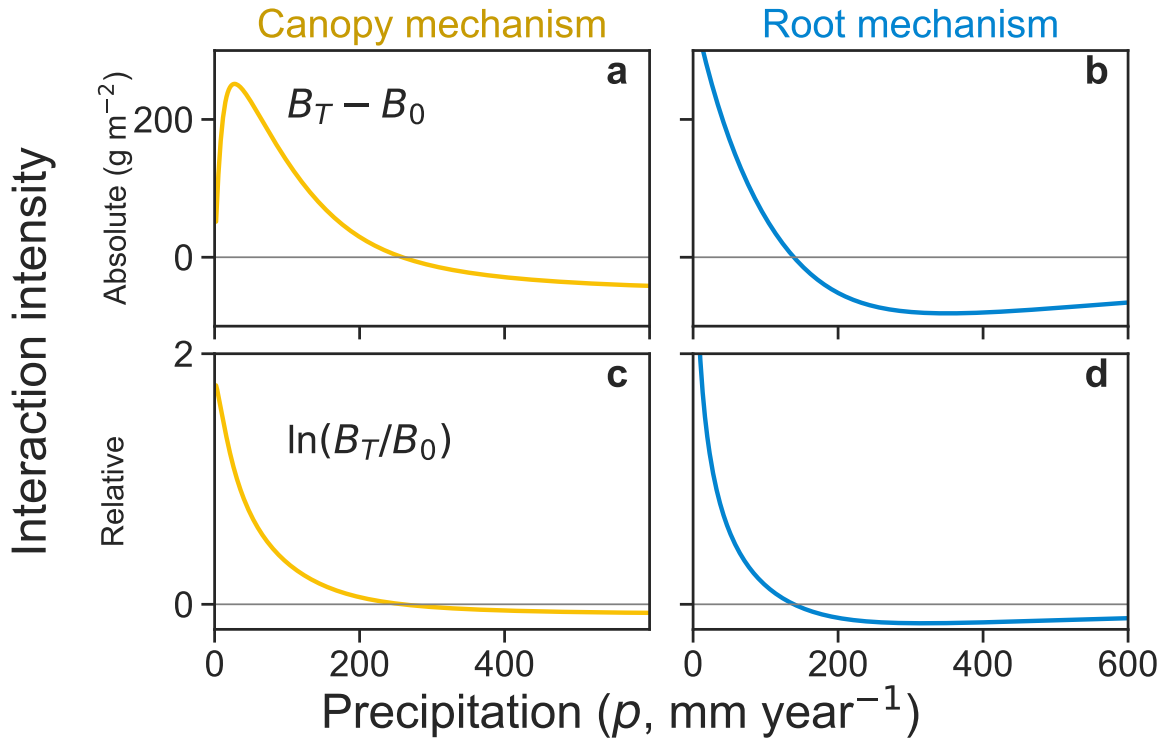 Canopy mechanism
Root mechanism
Interaction intensity
Absolute (g m⁻²)
200
0
a
B_T − B_0
b
Relative
2
0
c
ln(B_T/B_0)
d
0 200 400
0 200 400 600
Precipitation (p, mm year⁻¹)